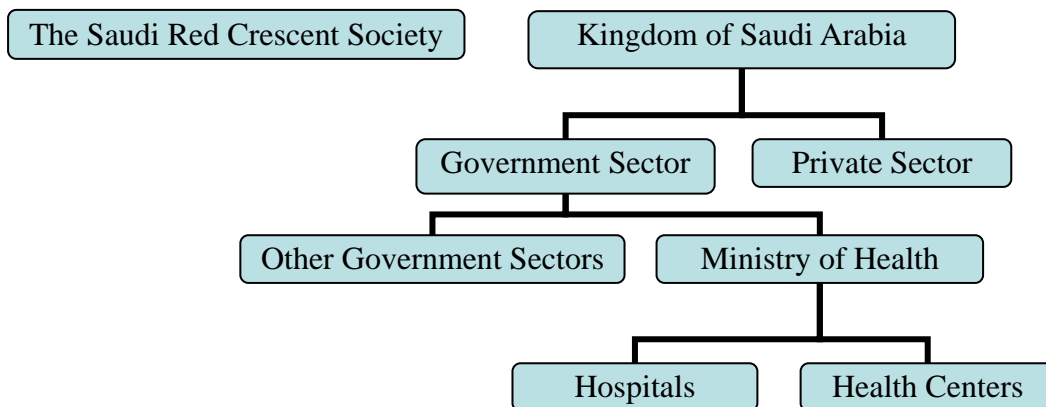 The Saudi Red Crescent Society
Kingdom of Saudi Arabia
Government Sector
Private Sector
Other Government Sectors
Ministry of Health
Hospitals
Health Centers